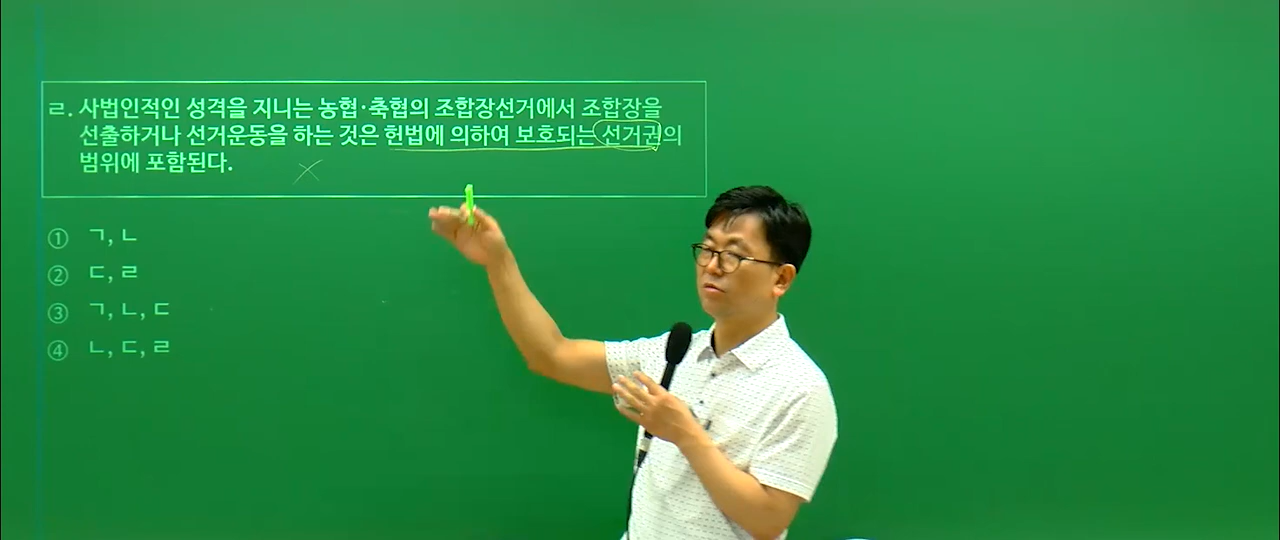 ㄹ. 사법인적인 성격을 지니는 농협·축협의 조합장선거에서 조합장을
선출하거나 선거운동을 하는 것은 헌법에 의하여 보호되는 선거권의
범위에 포함된다.
① ㄱ, ㄴ
② ㄷ, ㄹ
③ ㄱ, ㄴ, ㄷ
④ ㄴ, ㄷ, ㄹ